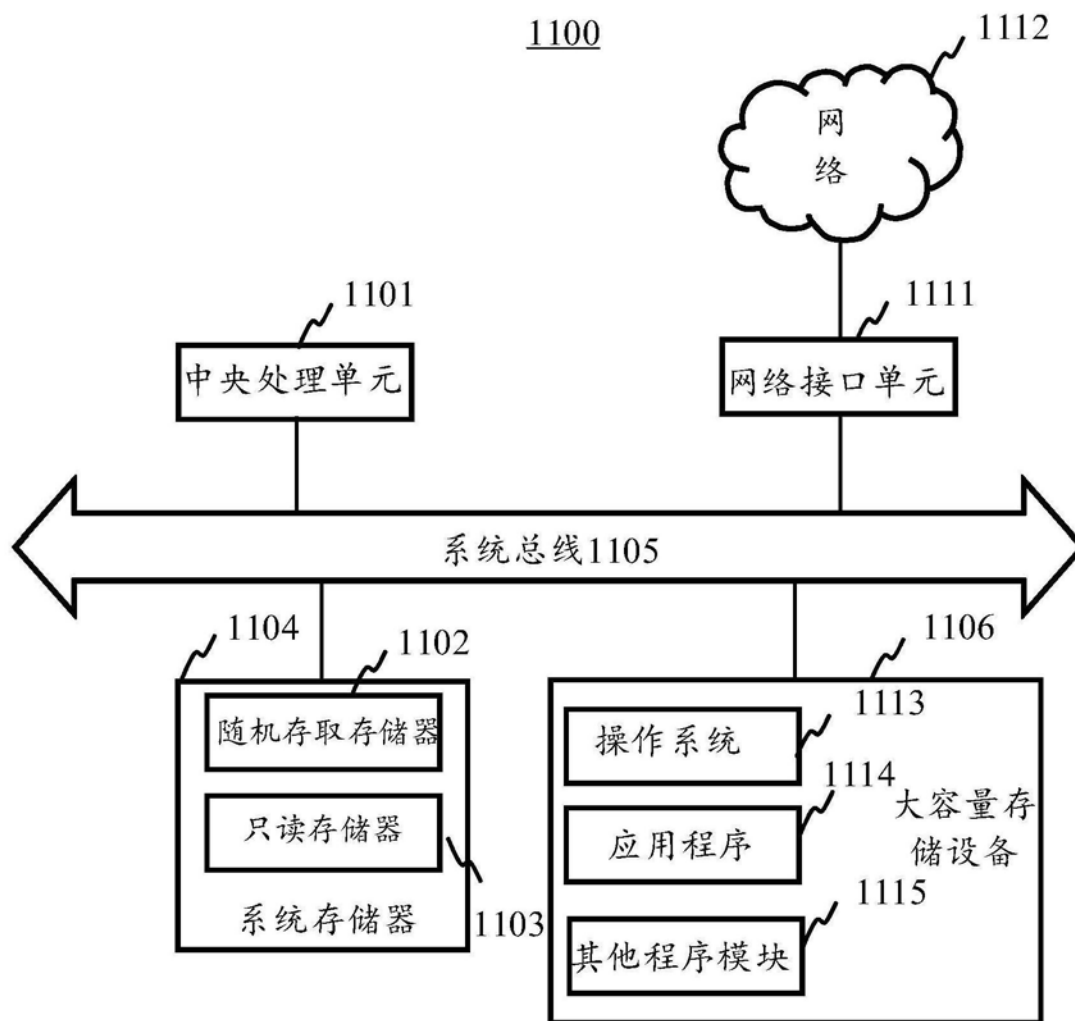 1100
1112
网
络
1101
1111
中央处理单元
网络接口单元
系统总线1105
1104
1102
1106
随机存取存储器
1113
操作系统
1114
只读存储器
应用程序
大容量存
储设备
1103
系统存储器
1115
其他程序模块